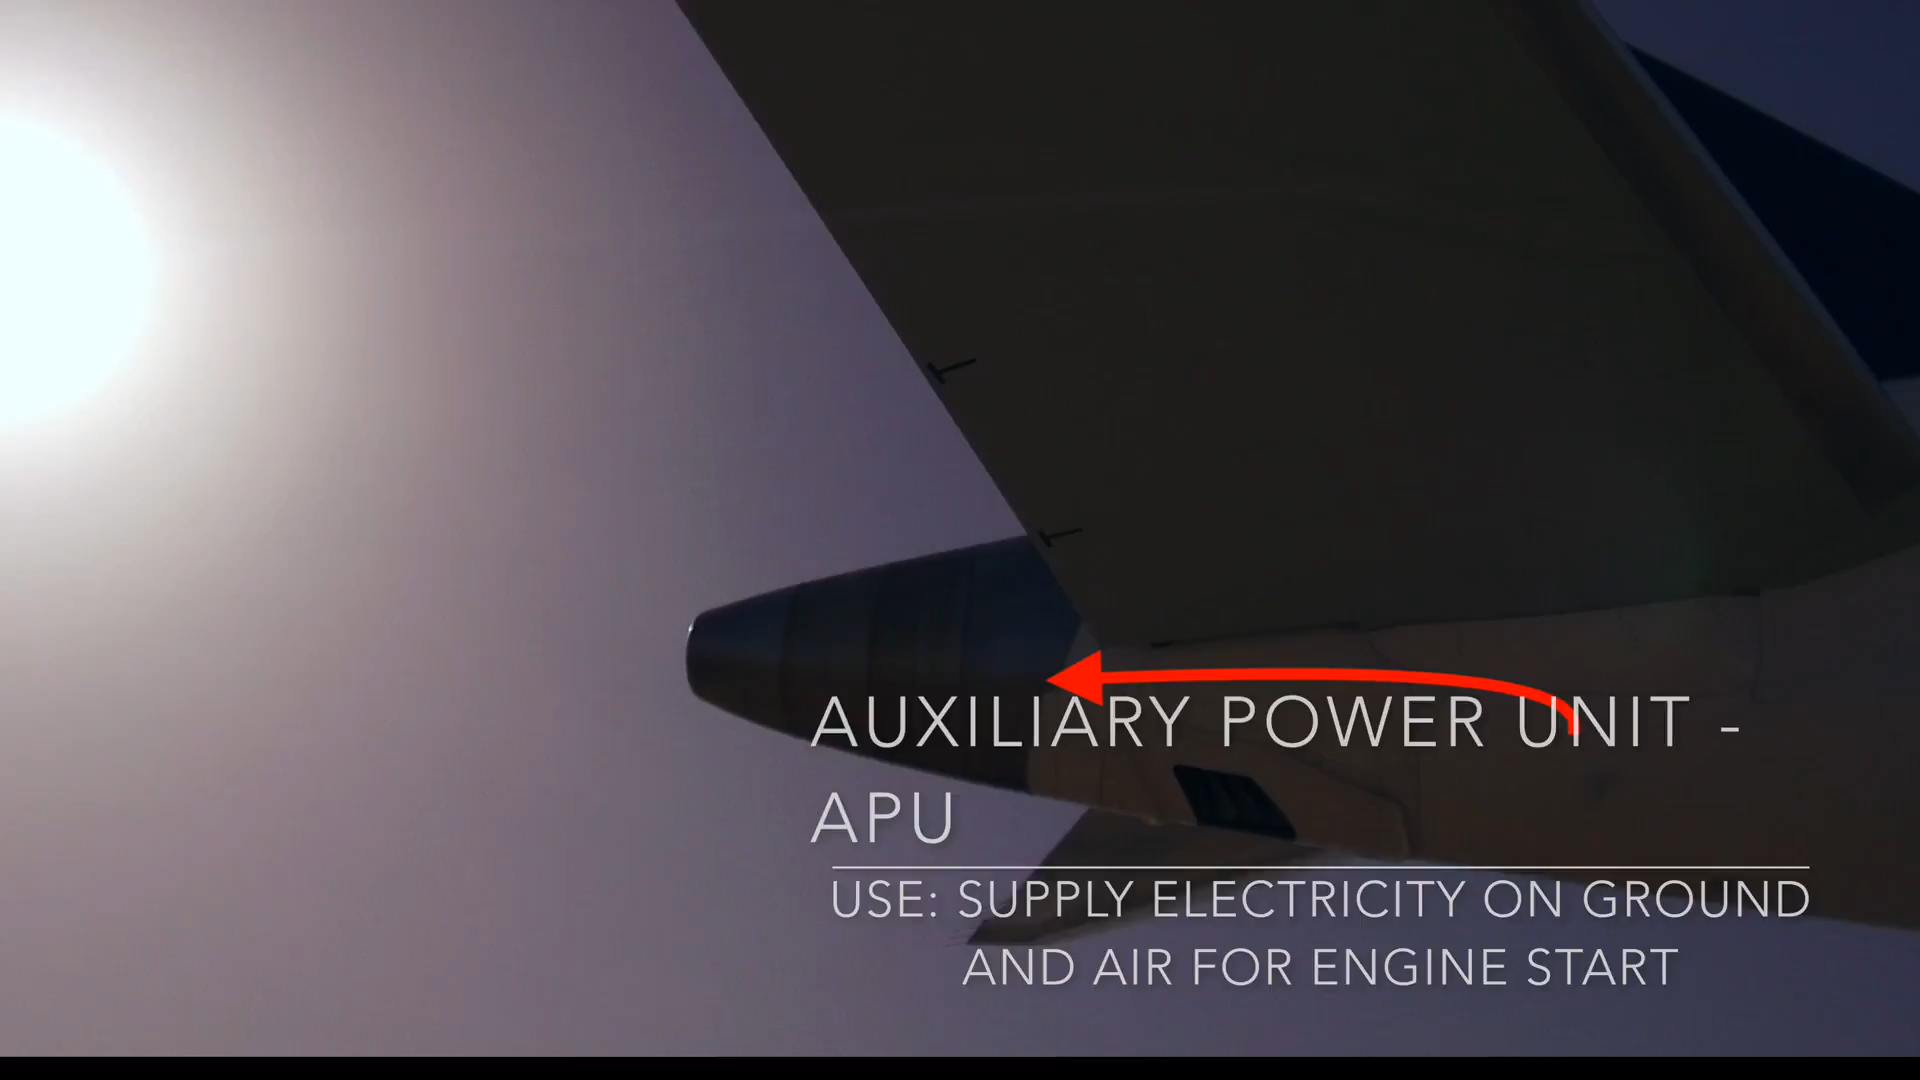 AUXILIARY POWER UNIT -
APU
USE: SUPPLY ELECTRICITY ON GROUND
AND AIR FOR ENGINE START